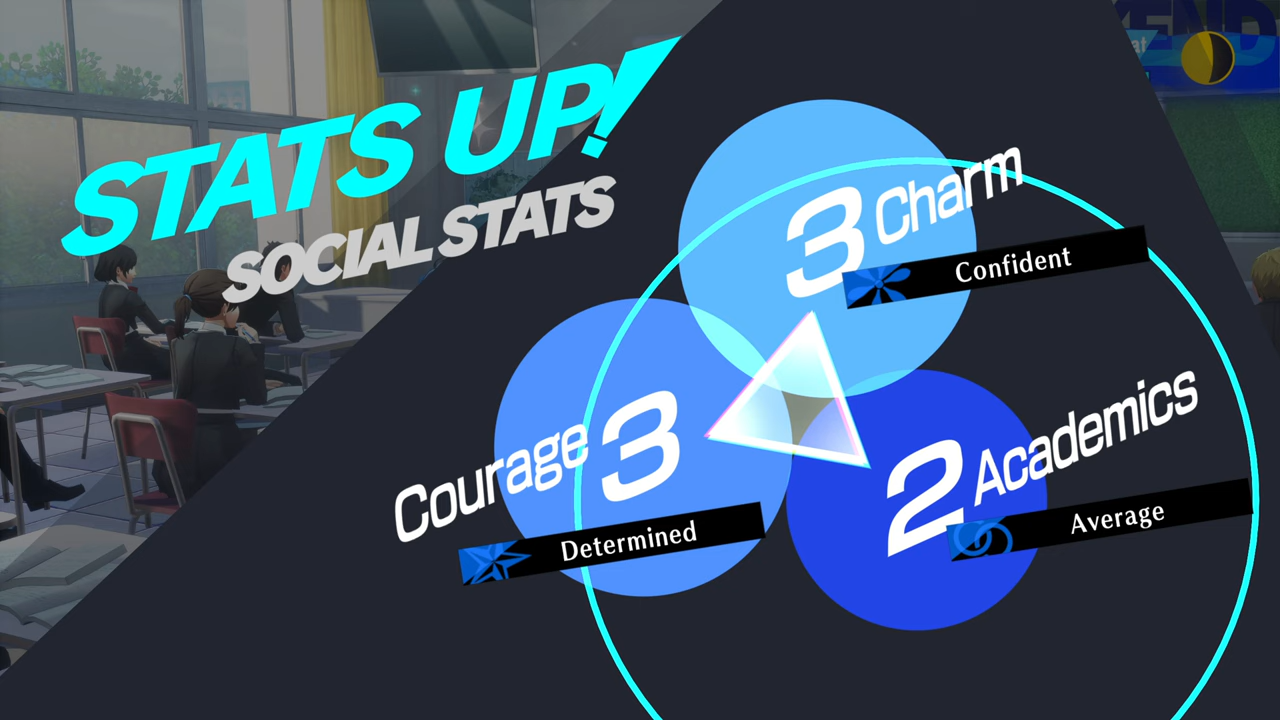 STATS UP!
SOCIAL STATS
3 Charm
Confident
Courage 3
Determined
2 Academics
Average